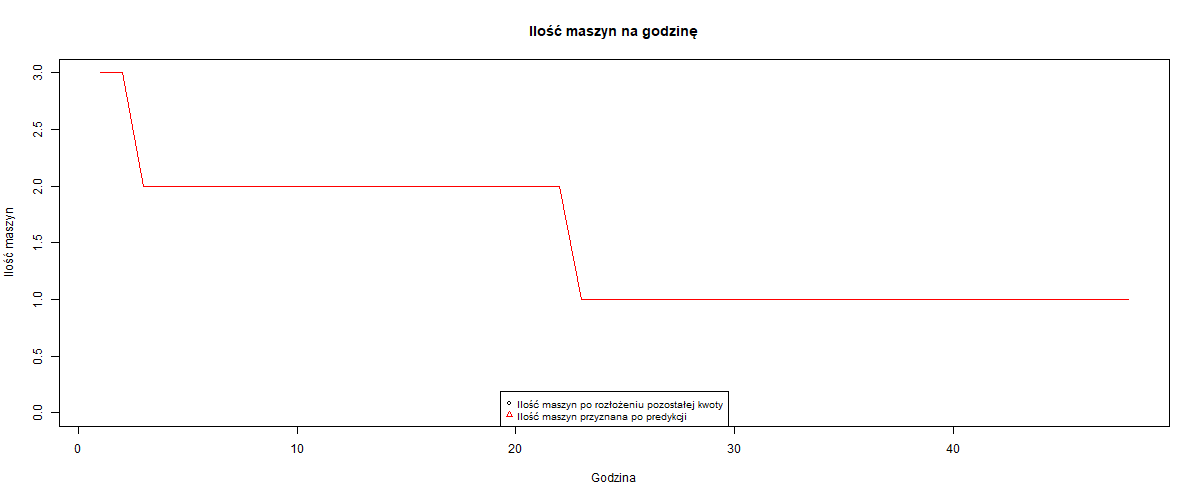 Ilość maszyn na godzinę
Ilość maszyn
3.0
2.5
2.0
1.5
1.0
0.5
0.0
Ilość maszyn po rozłożeniu pozostałej kwoty
Ilość maszyn przyznana po predykcji
0 10 20 30 40
Godzina